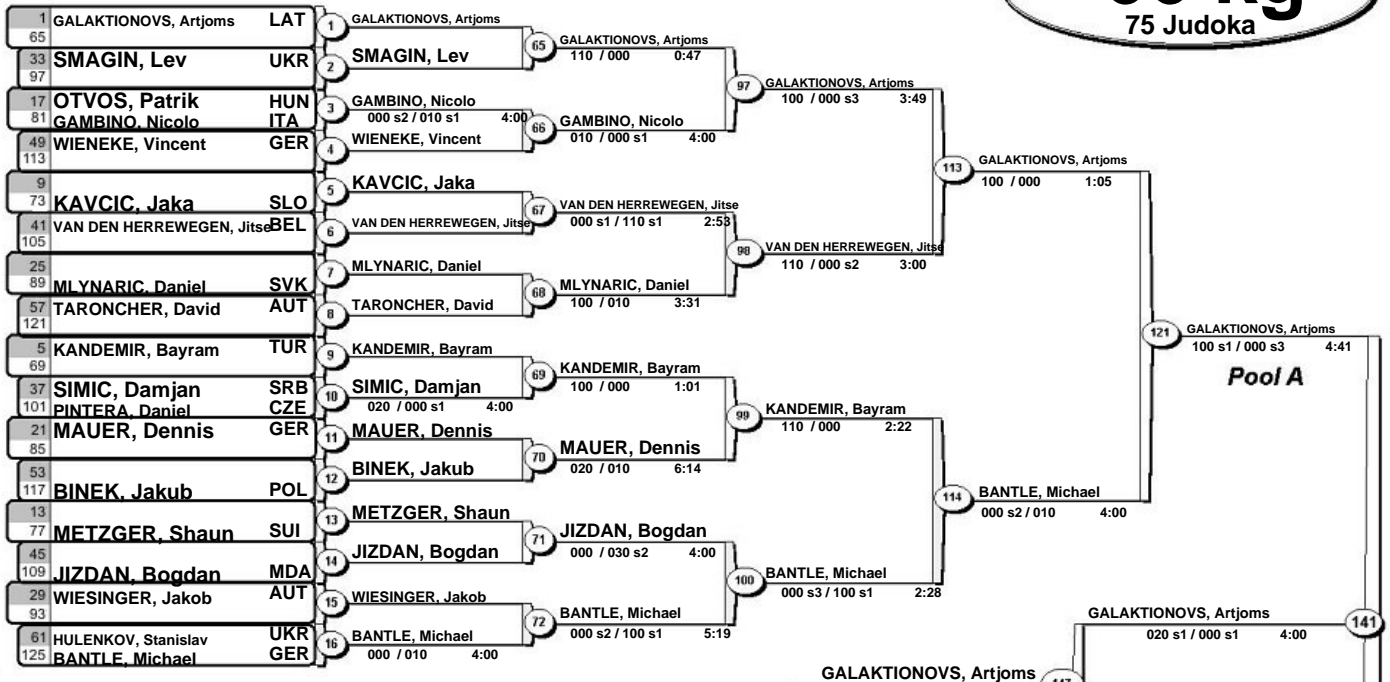 75 Judoka
1 GALAKTIONOVS, Artjoms LAT
65
33 SMAGIN, Lev UKR
97
17 OTVOS, Patrik HUN
81 GAMBINO, Nicolo ITA
49 WIENEKE, Vincent GER
113
9
73 KAVCIC, Jaka SLO
41 VAN DEN HERREWEGEN, Jitse BEL
105
25
89 MLYNARIC, Daniel SVK
57 TARONCHER, David AUT
121
5 KANDEMIR, Bayram TUR
69
37 SIMIC, Damjan SRB
101 PINTERA, Daniel CZE
21 MAUER, Dennis GER
85
53
117 BINEK, Jakub POL
13
77 METZGER, Shaun SUI
45
109 JIZDAN, Bogdan MDA
29 WIESINGER, Jakob AUT
93
61 HULENKOV, Stanislav UKR
125 BANTLE, Michael GER
1 GALAKTIONOVS, Artjoms
2 SMAGIN, Lev
3 GAMBINO, Nicolo
000 s2 / 010 s1 4:00
4 WIENEKE, Vincent
5 KAVCIC, Jaka
6 VAN DEN HERREWEGEN, Jitse
7 MLYNARIC, Daniel
8 TARONCHER, David
9 KANDEMIR, Bayram
10 SIMIC, Damjan
020 / 000 s1 4:00
11 MAUER, Dennis
12 BINEK, Jakub
13 METZGER, Shaun
14 JIZDAN, Bogdan
15 WIESINGER, Jakob
16 BANTLE, Michael
000 / 010 4:00
65 GALAKTIONOVS, Artjoms
110 / 000 0:47
66 GAMBINO, Nicolo
010 / 000 s1 4:00
67 VAN DEN HERREWEGEN, Jitse
000 s1 / 110 s1 2:53
68 MLYNARIC, Daniel
100 / 010 3:31
69 KANDEMIR, Bayram
100 / 000 1:01
70 MAUER, Dennis
020 / 010 6:14
71 JIZDAN, Bogdan
000 / 030 s2 4:00
72 BANTLE, Michael
000 s2 / 100 s1 5:19
97 GALAKTIONOVS, Artjoms
100 / 000 s3 3:49
98 VAN DEN HERREWEGEN, Jitse
110 / 000 s2 3:00
99 KANDEMIR, Bayram
110 / 000 2:22
100 BANTLE, Michael
000 s3 / 100 s1 2:28
113 GALAKTIONOVS, Artjoms
100 / 000 1:05
114 BANTLE, Michael
000 s2 / 010 4:00
121 GALAKTIONOVS, Artjoms
100 s1 / 000 s3 4:41
Pool A
GALAKTIONOVS, Artjoms 141
020 s1 / 000 s1 4:00
GALAKTIONOVS, Artjoms